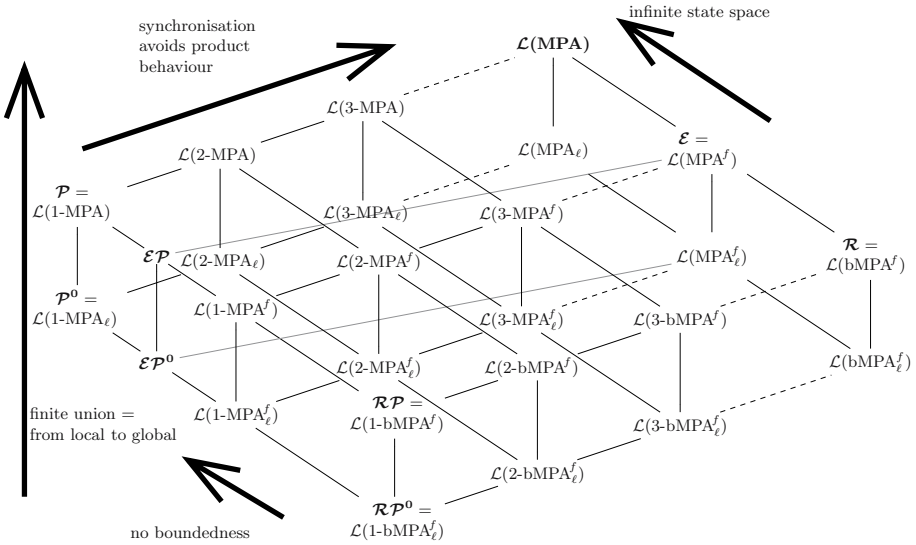 infinite state space
synchronisation
avoids product
behaviour
𝓛(MPA)
𝓛(3-MPA)
𝓔 =
𝓛(MPA^f)
𝓛(2-MPA)
𝓛(MPA_ℓ)
𝓟 =
𝓛(1-MPA)
𝓛(3-MPA_ℓ)
𝓛(3-MPA^f)
𝓡 =
𝓛(bMPA^f)
𝓔𝓟
𝓛(2-MPA_ℓ)
𝓛(2-MPA^f)
𝓛(MPA^f_ℓ)
𝓟⁰ =
𝓛(1-MPA_ℓ)
𝓛(1-MPA^f)
𝓛(3-MPA^f_ℓ)
𝓛(3-bMPA^f)
𝓔𝓟⁰
𝓛(2-MPA^f_ℓ)
𝓛(2-bMPA^f)
𝓛(bMPA^f_ℓ)
finite union =
from local to global
𝓛(1-MPA^f_ℓ)
𝓡𝓟 =
𝓛(1-bMPA^f)
𝓛(3-bMPA^f_ℓ)
𝓛(2-bMPA^f_ℓ)
𝓡𝓟⁰ =
𝓛(1-bMPA^f_ℓ)
no boundedness